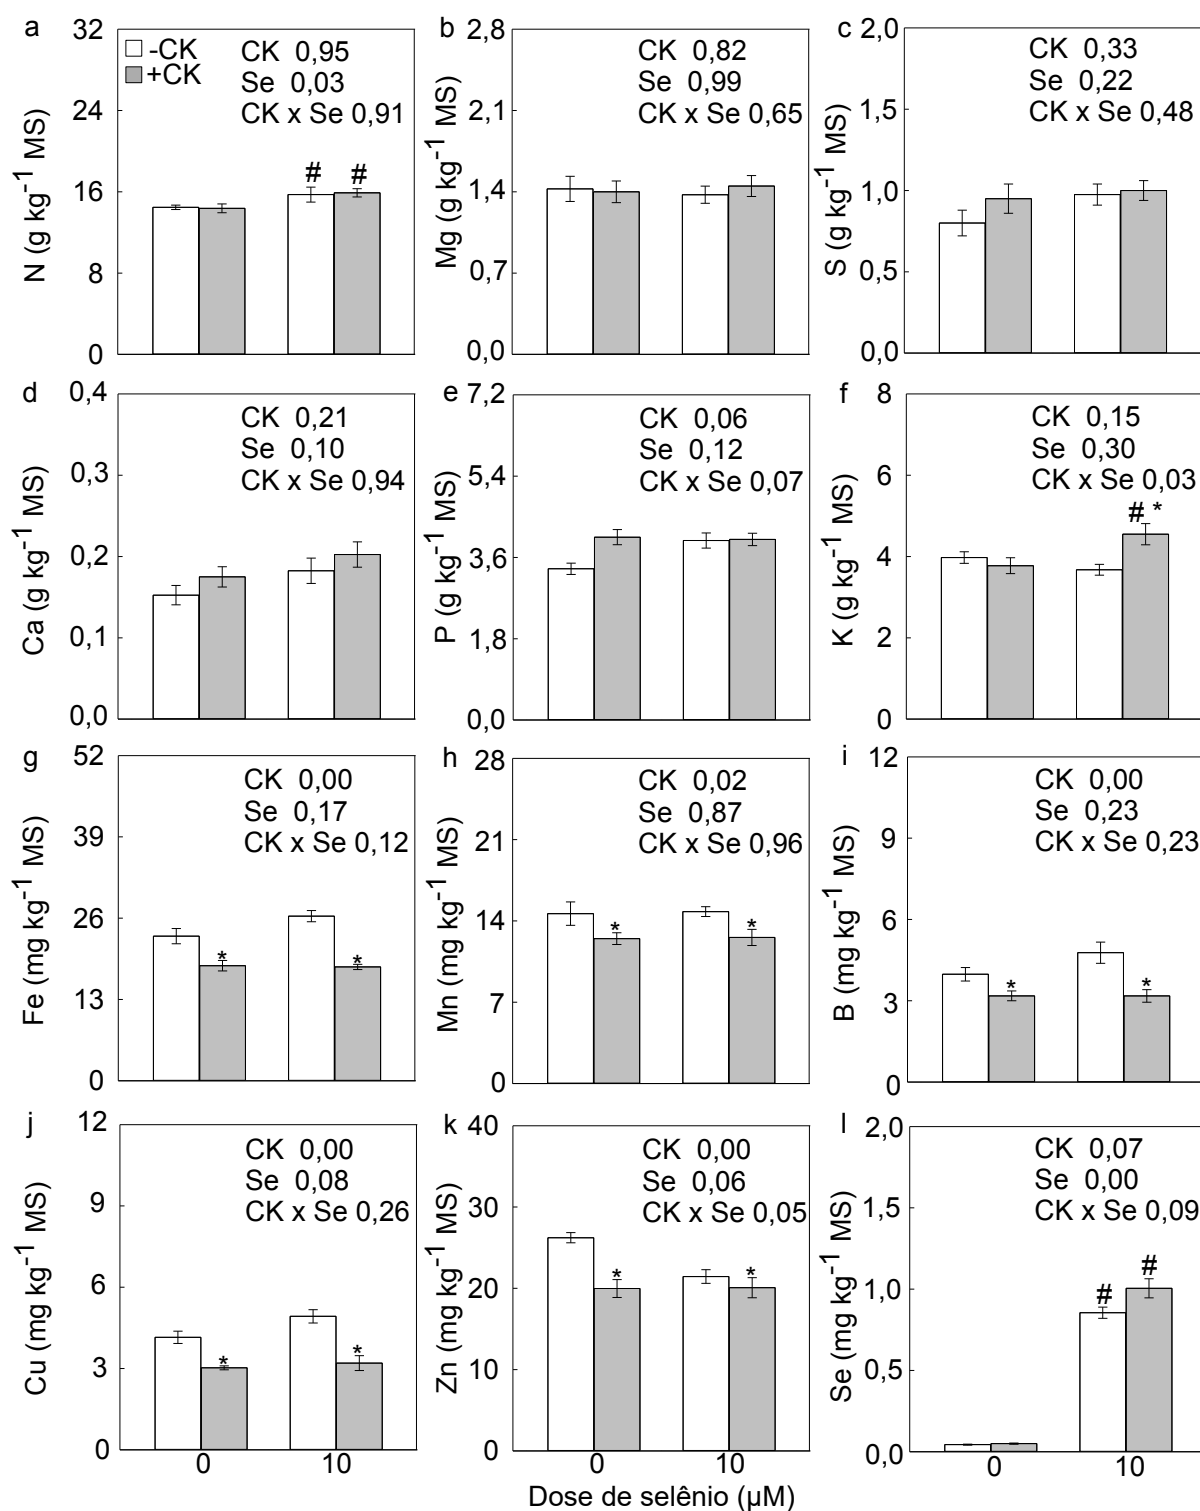 a
32
24
16
8
0
N (g kg⁻¹ MS)
-CK
+CK
CK 0,95
Se 0,03
CK x Se 0,91
# #
b
2,8
2,1
1,4
0,7
0,0
Mg (g kg⁻¹ MS)
CK 0,82
Se 0,99
CK x Se 0,65
c
2,0
1,5
1,0
0,5
0,0
S (g kg⁻¹ MS)
CK 0,33
Se 0,22
CK x Se 0,48
d
0,4
0,3
0,2
0,1
0,0
Ca (g kg⁻¹ MS)
CK 0,21
Se 0,10
CK x Se 0,94
e
7,2
5,4
3,6
1,8
0,0
P (g kg⁻¹ MS)
CK 0,06
Se 0,12
CK x Se 0,07
f
8
6
4
2
0
K (g kg⁻¹ MS)
CK 0,15
Se 0,30
CK x Se 0,03
# *
g
52
39
26
13
0
Fe (mg kg⁻¹ MS)
CK 0,00
Se 0,17
CK x Se 0,12
* *
h
28
21
14
7
0
Mn (mg kg⁻¹ MS)
CK 0,02
Se 0,87
CK x Se 0,96
* *
i
12
9
6
3
0
B (mg kg⁻¹ MS)
CK 0,00
Se 0,23
CK x Se 0,23
* *
j
12
9
6
3
0
Cu (mg kg⁻¹ MS)
CK 0,00
Se 0,08
CK x Se 0,26
* *
0 10
k
40
30
20
10
0
Zn (mg kg⁻¹ MS)
CK 0,00
Se 0,06
CK x Se 0,05
* *
0 10
l
2,0
1,5
1,0
0,5
0,0
Se (mg kg⁻¹ MS)
CK 0,07
Se 0,00
CK x Se 0,09
# #
0 10
Dose de selênio (µM)